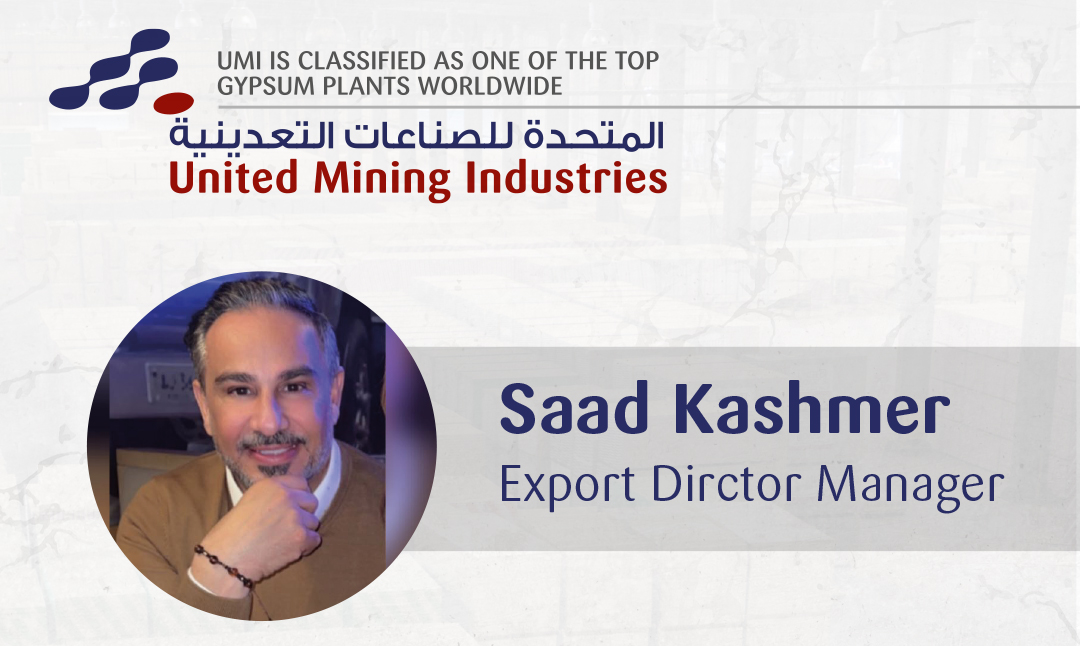 UMI IS CLASSIFIED AS ONE OF THE TOP
GYPSUM PLANTS WORLDWIDE
المتحدة للصناعات التعدينية
United Mining Industries
Saad Kashmer
Export Dirctor Manager